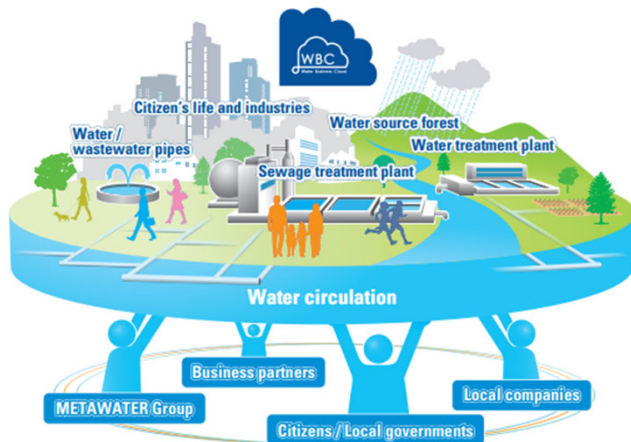 WBC
Water Business Cloud
Citizen's life and industries
Water source forest
Water /
wastewater pipes
Water treatment plant
Sewage treatment plant
Water circulation
Business partners
METAWATER Group
Local companies
Citizens / Local governments